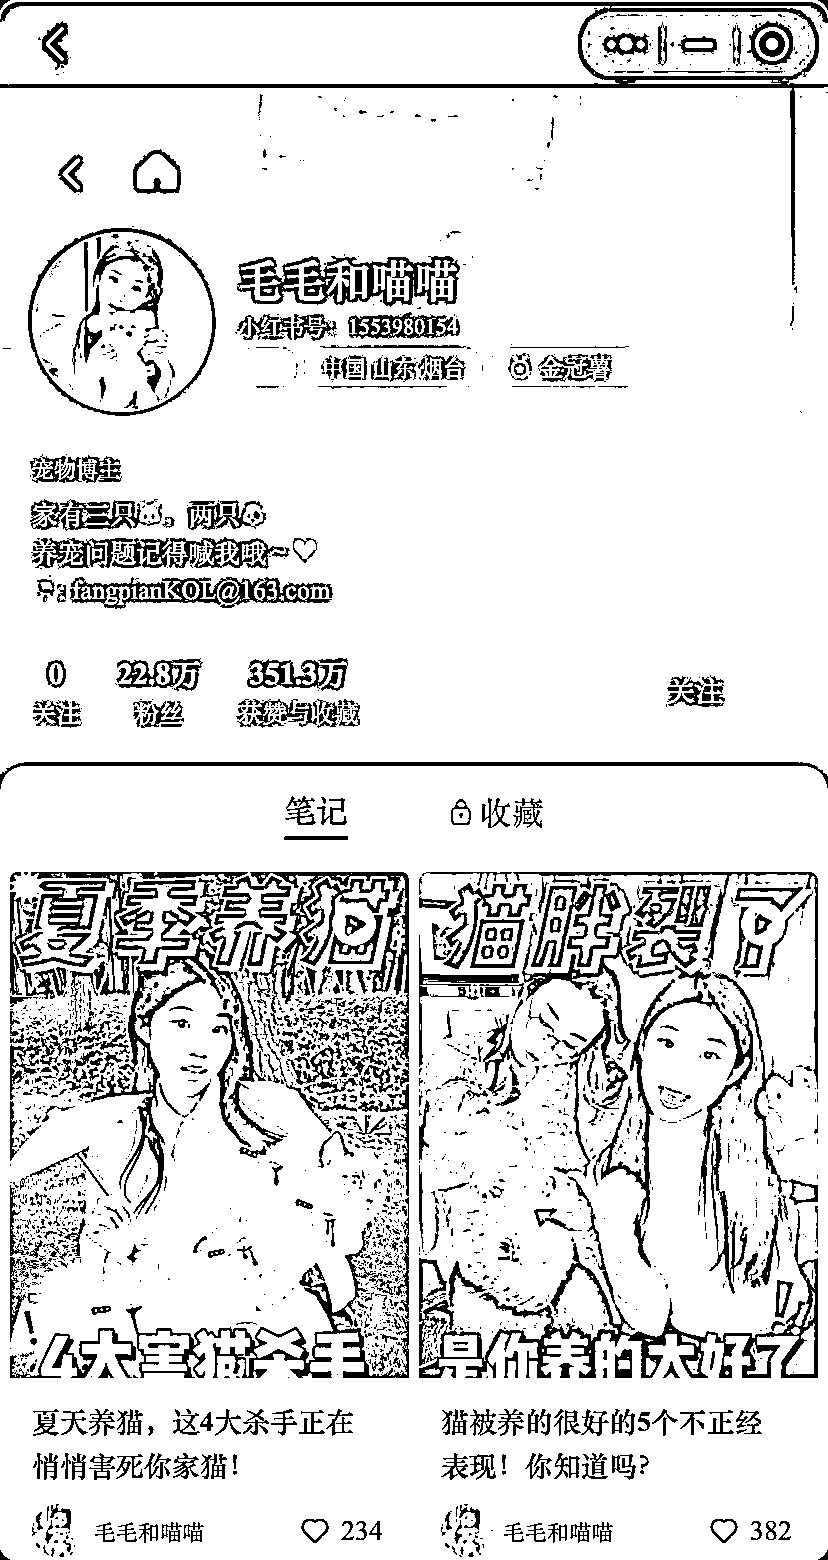 毛毛和喵喵
小红书号：1553980154
中国 山东 烟台
金冠薯
宠物博主
家有三只🐱。两只🐶
养宠问题记得喊我哦~♡
fangpianKOL@163.com
0 22.8万 351.3万
关注 粉丝 获赞与收藏
关注
笔记 收藏
夏季养猫
4大害猫杀手
猫胖裂了
是你养的太好了
夏天养猫，这4大杀手正在
悄悄害死你家猫！
毛毛和喵喵 234
猫被养的很好的5个不正经
表现！你知道吗？
毛毛和喵喵 382